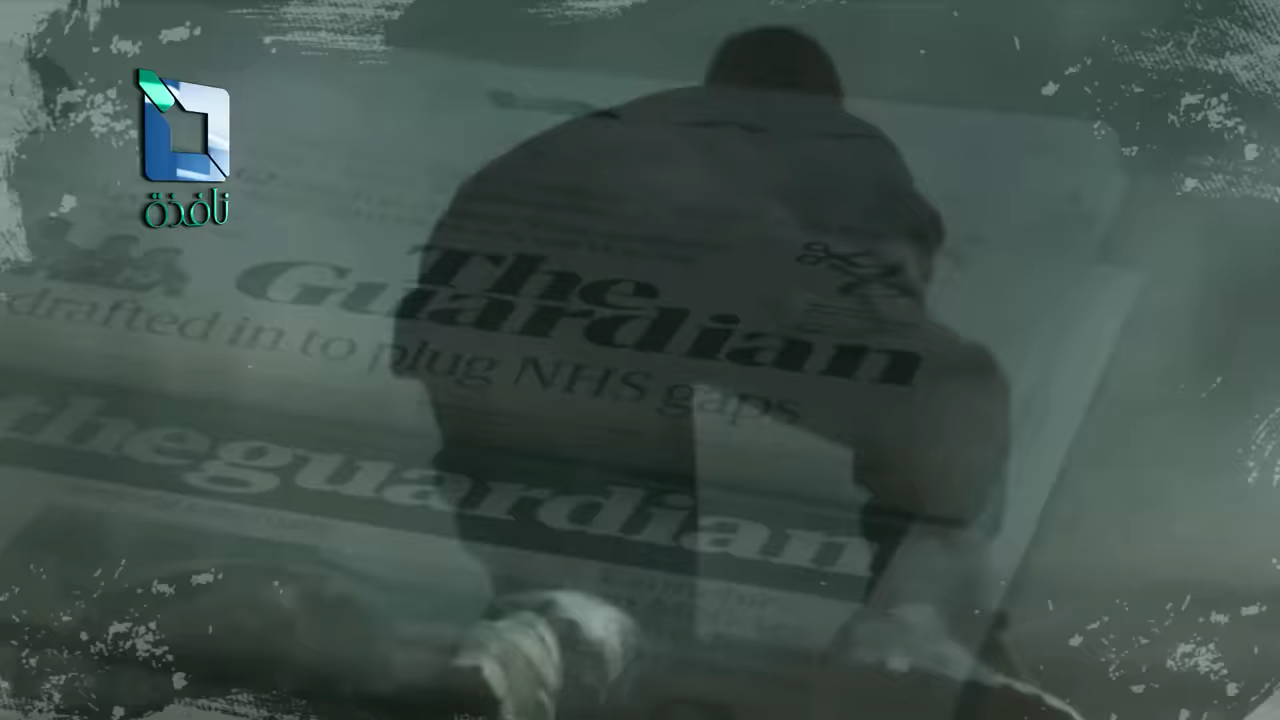 نافذة
The
Guardian
drafted in to plug NHS gaps
theguardian